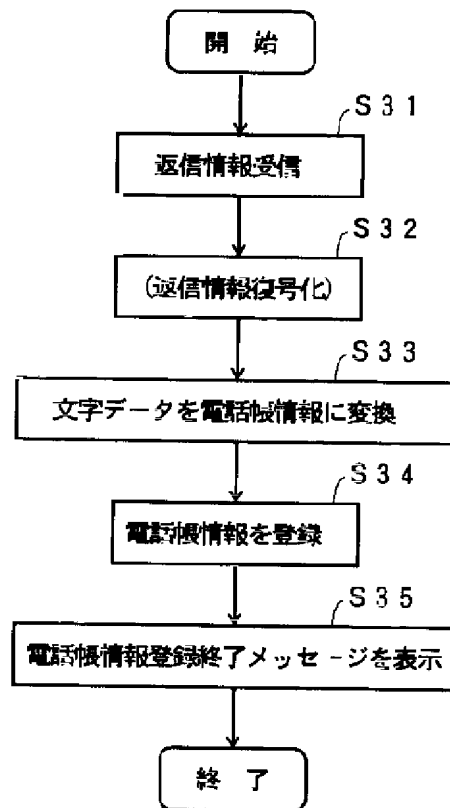 開 始
S31
返信情報受信
S32
(返信情報復号化)
S33
文字データを電話帳情報に変換
S34
電話帳情報を登録
S35
電話帳情報登録終了メッセージを表示
終 了